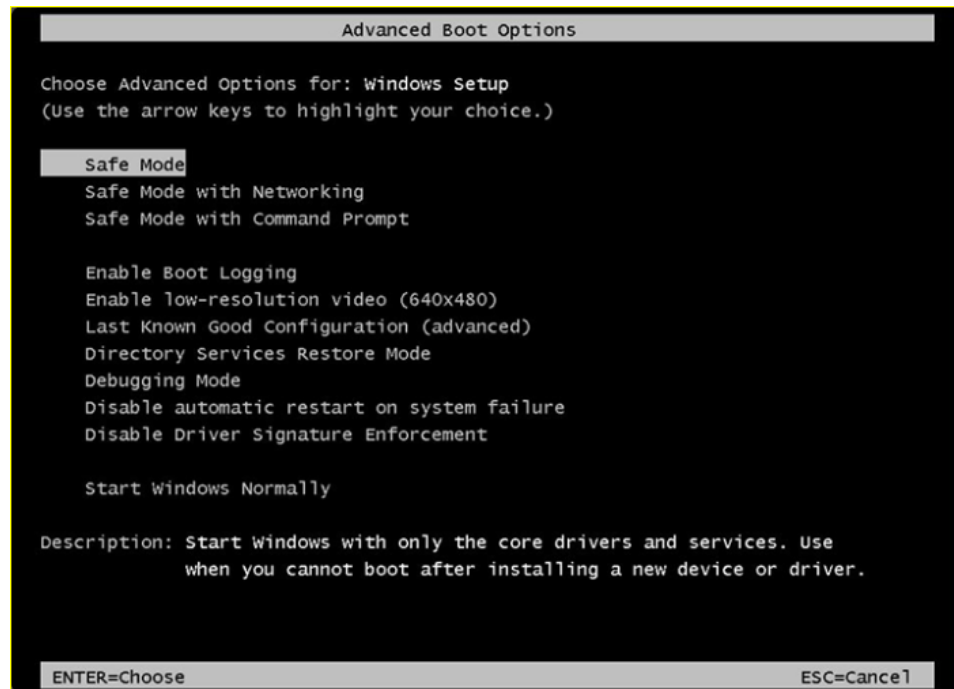 Advanced Boot Options
Choose Advanced Options for: Windows Setup
(Use the arrow keys to highlight your choice.)
Safe Mode
Safe Mode with Networking
Safe Mode with Command Prompt
Enable Boot Logging
Enable low-resolution video (640x480)
Last Known Good Configuration (advanced)
Directory Services Restore Mode
Debugging Mode
Disable automatic restart on system failure
Disable Driver Signature Enforcement
Start Windows Normally
Description: Start Windows with only the core drivers and services. Use
when you cannot boot after installing a new device or driver.
ENTER=Choose ESC=Cancel